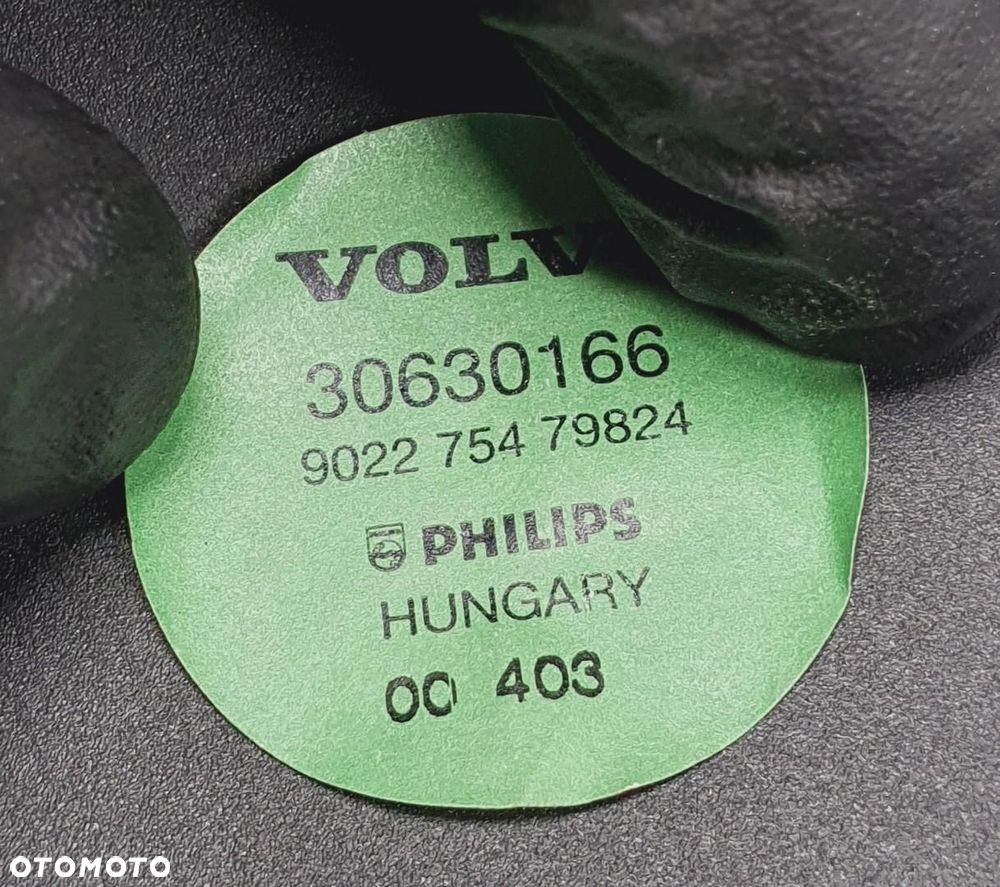 VOLV
30630166
9022 754 79824
PHILIPS
HUNGARY
00 403
OTOMOTO